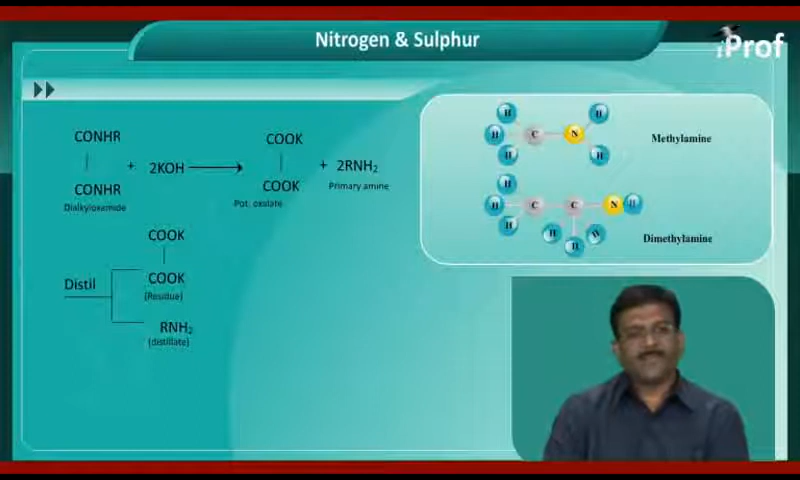 Nitrogen & Sulphur
iProf
CONHR
CONHR
Dialkyloxamide
+
2KOH
COOK
COOK
Pot. oxalate
+ 2RNH₂
Primary amine
Distil
COOK
COOK
(Residue)
RNH₂
(distillate)
H
H
H
C
N
H
H
Methylamine
H
H
H
C
C
N
H
H
H
H
Dimethylamine